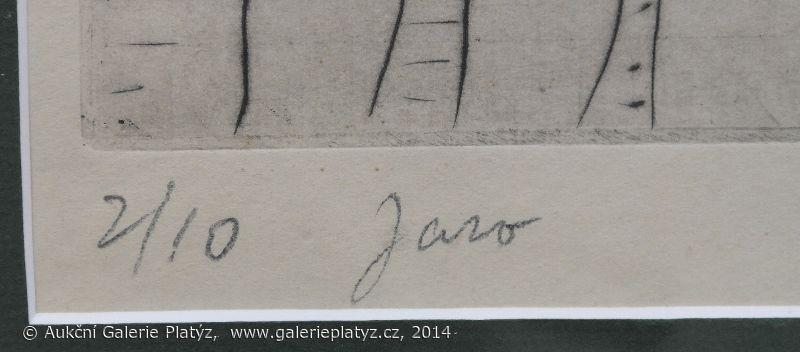 2/10 Jaro
© Aukční Galerie Platýz, www.galerieplatyz.cz, 2014